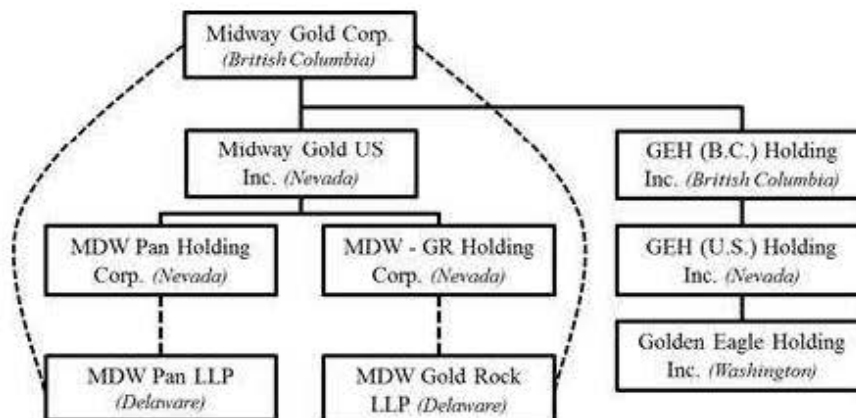 Midway Gold Corp.
(British Columbia)
Midway Gold US
Inc. (Nevada)
GEH (B.C.) Holding
Inc. (British Columbia)
MDW Pan Holding
Corp. (Nevada)
MDW - GR Holding
Corp. (Nevada)
GEH (U.S.) Holding
Inc. (Nevada)
MDW Pan LLP
(Delaware)
MDW Gold Rock
LLP (Delaware)
Golden Eagle Holding
Inc. (Washington)